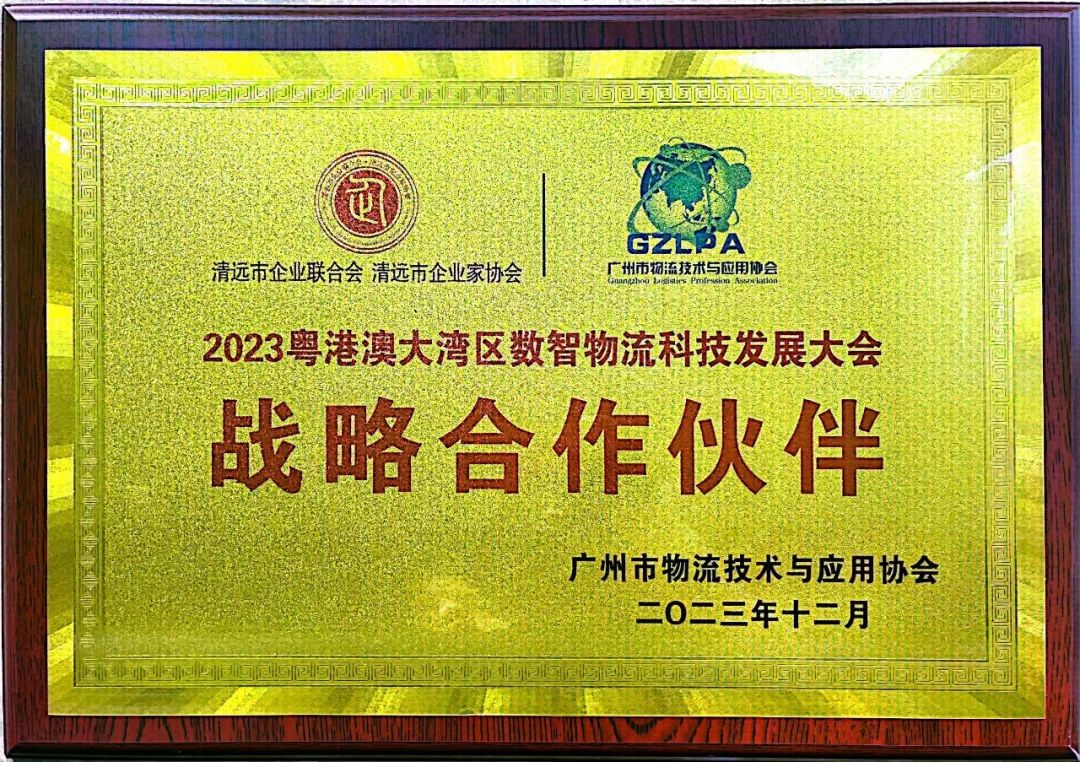 清远市企业联合会 清远市企业家协会
GZLPA
广州市物流技术与应用协会
Guangzhou Logistics Profession Association
2023粤港澳大湾区数智物流科技发展大会
战略合作伙伴
广州市物流技术与应用协会
二〇二三年十二月